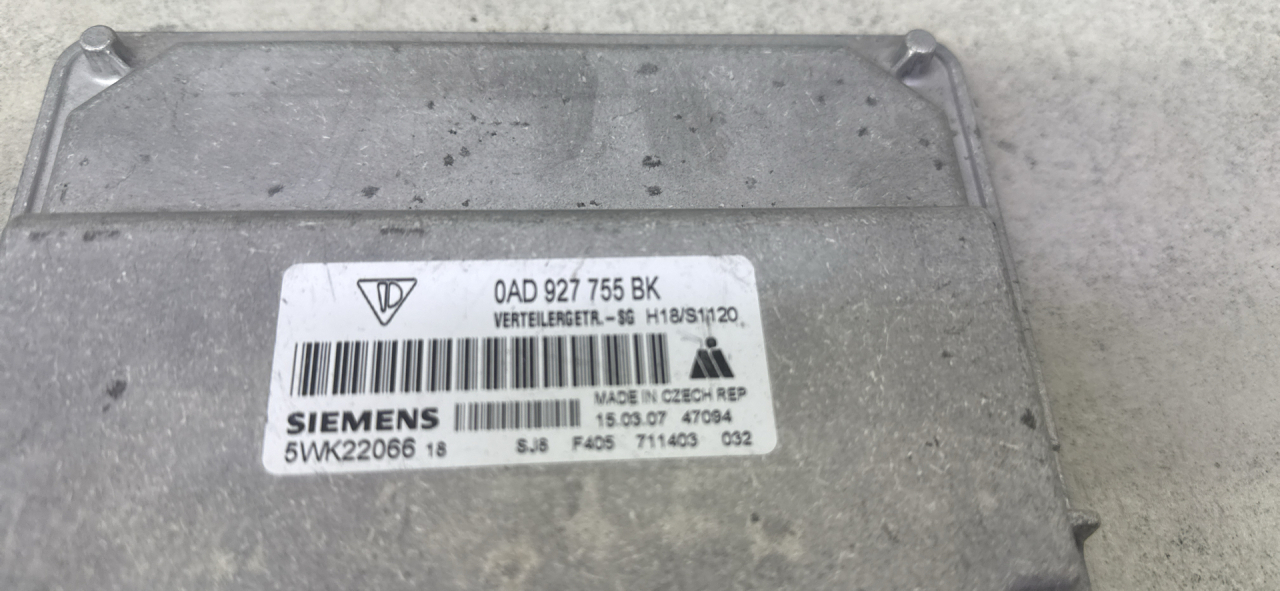 0AD 927 755 BK
VERTEILERGETR.-SG H18/S1120
MADE IN CZECH REP
SIEMENS 15.03.07 47094
5WK22066 18 SJ8 F405 711403 032